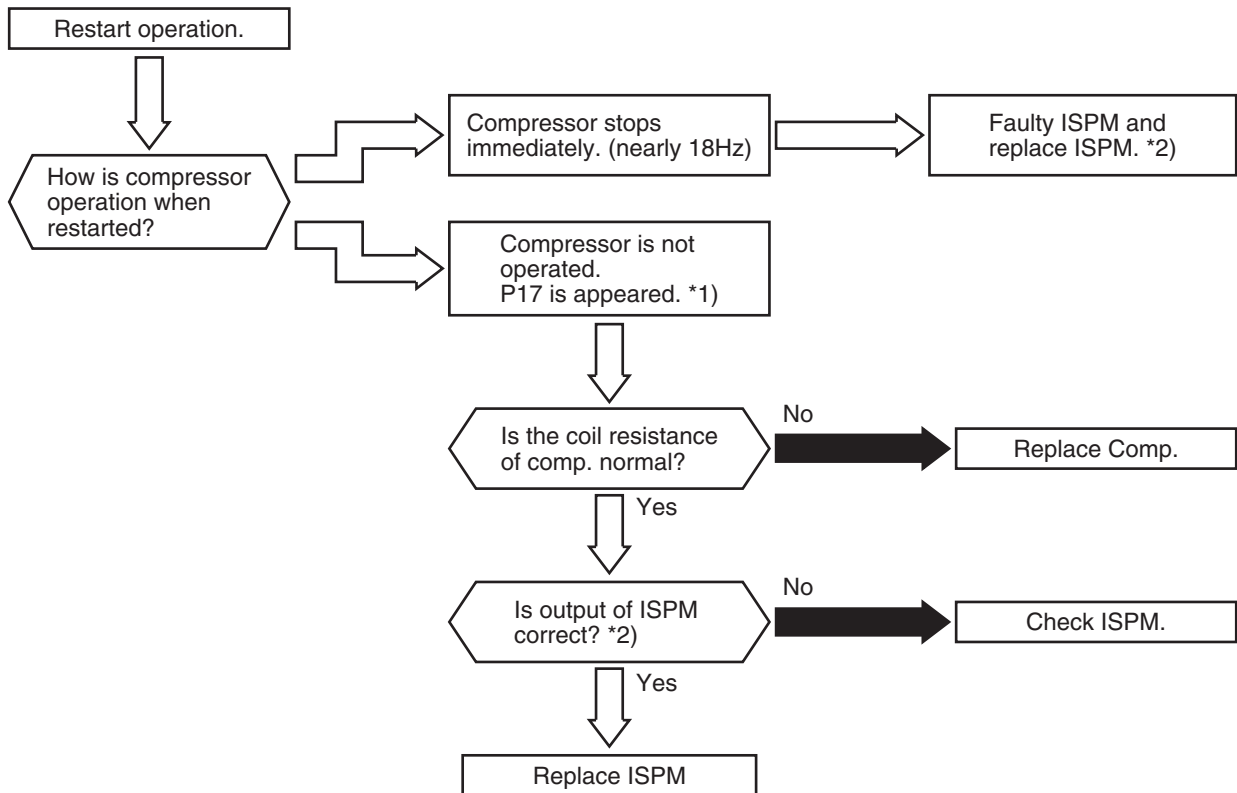 Restart operation.
How is compressor
operation when
restarted?
Compressor stops
immediately. (nearly 18Hz)
Faulty ISPM and
replace ISPM. *2)
Compressor is not
operated.
P17 is appeared. *1)
Is the coil resistance
of comp. normal?
No
Replace Comp.
Yes
Is output of ISPM
correct? *2)
No
Check ISPM.
Yes
Replace ISPM